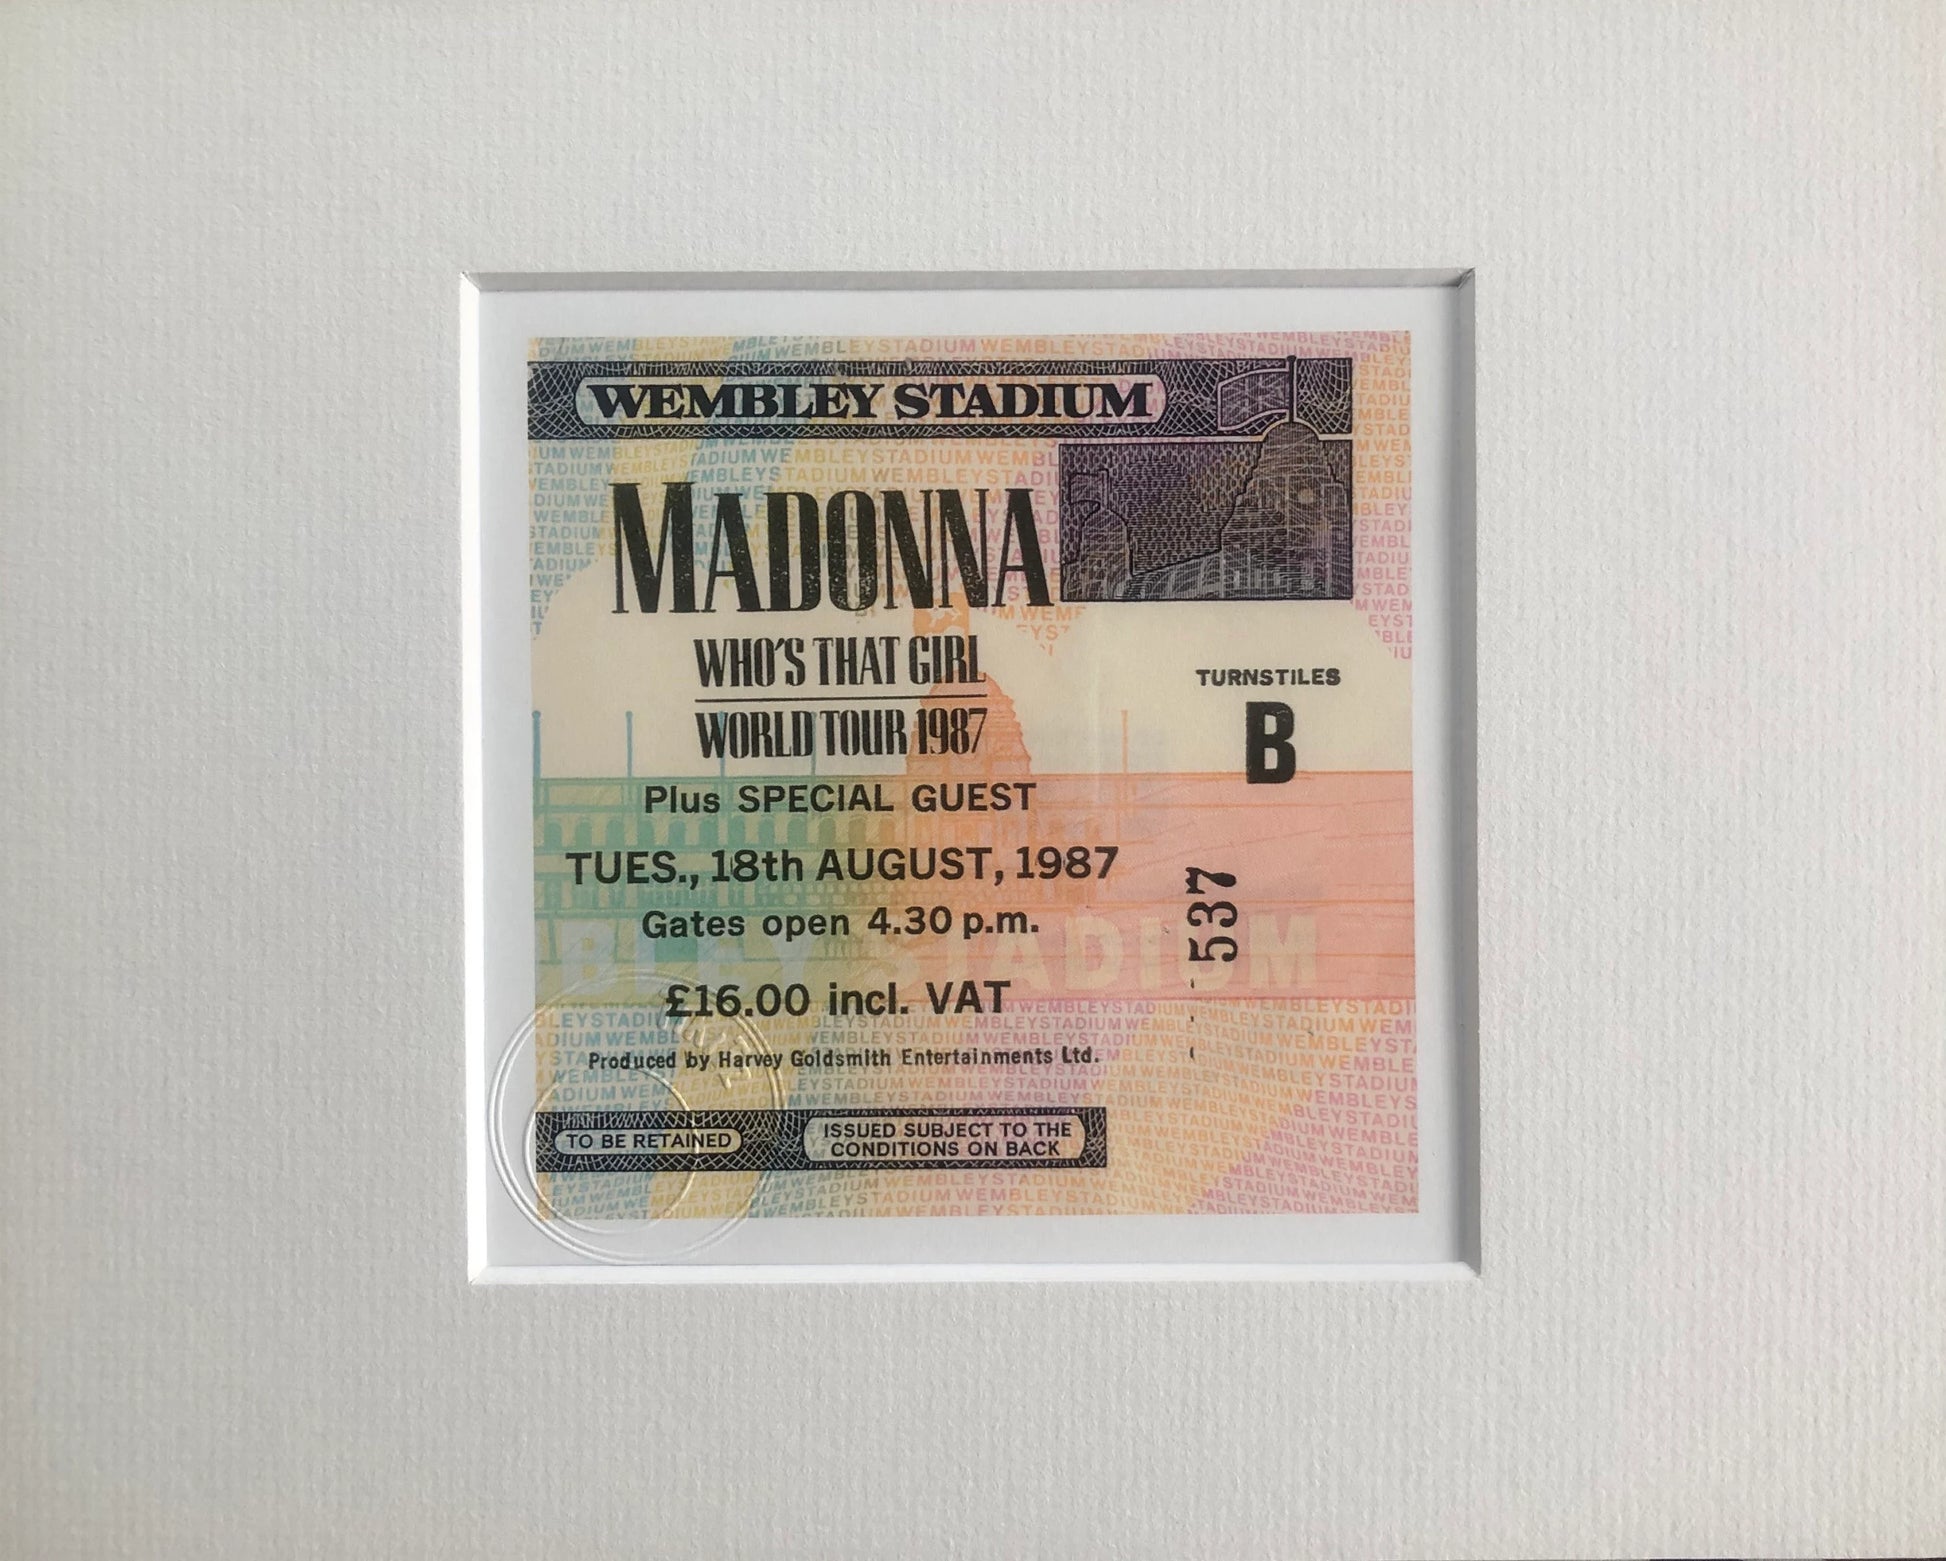 WEMBLEY STADIUM
MADONNA
WHO'S THAT GIRL
WORLD TOUR 1987
Plus SPECIAL GUEST
TUES., 18th AUGUST, 1987
Gates open 4.30 p.m.
£16.00 incl. VAT
Produced by Harvey Goldsmith Entertainments Ltd.
TO BE RETAINED
ISSUED SUBJECT TO THE
CONDITIONS ON BACK
TURNSTILES
B
537
BLEY STADIUM